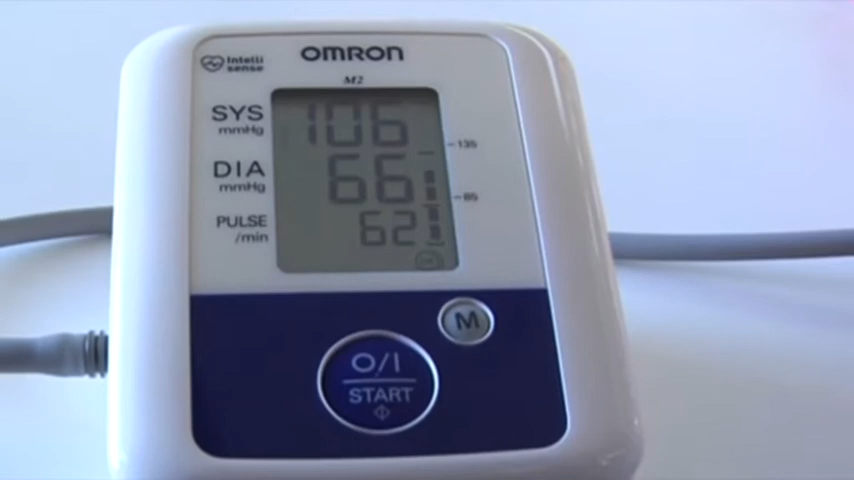 Intelli
sense
OMRON
M2
SYS
mmHg
106
135
DIA
mmHg
66
85
PULSE
/min
62
M
O/I
START